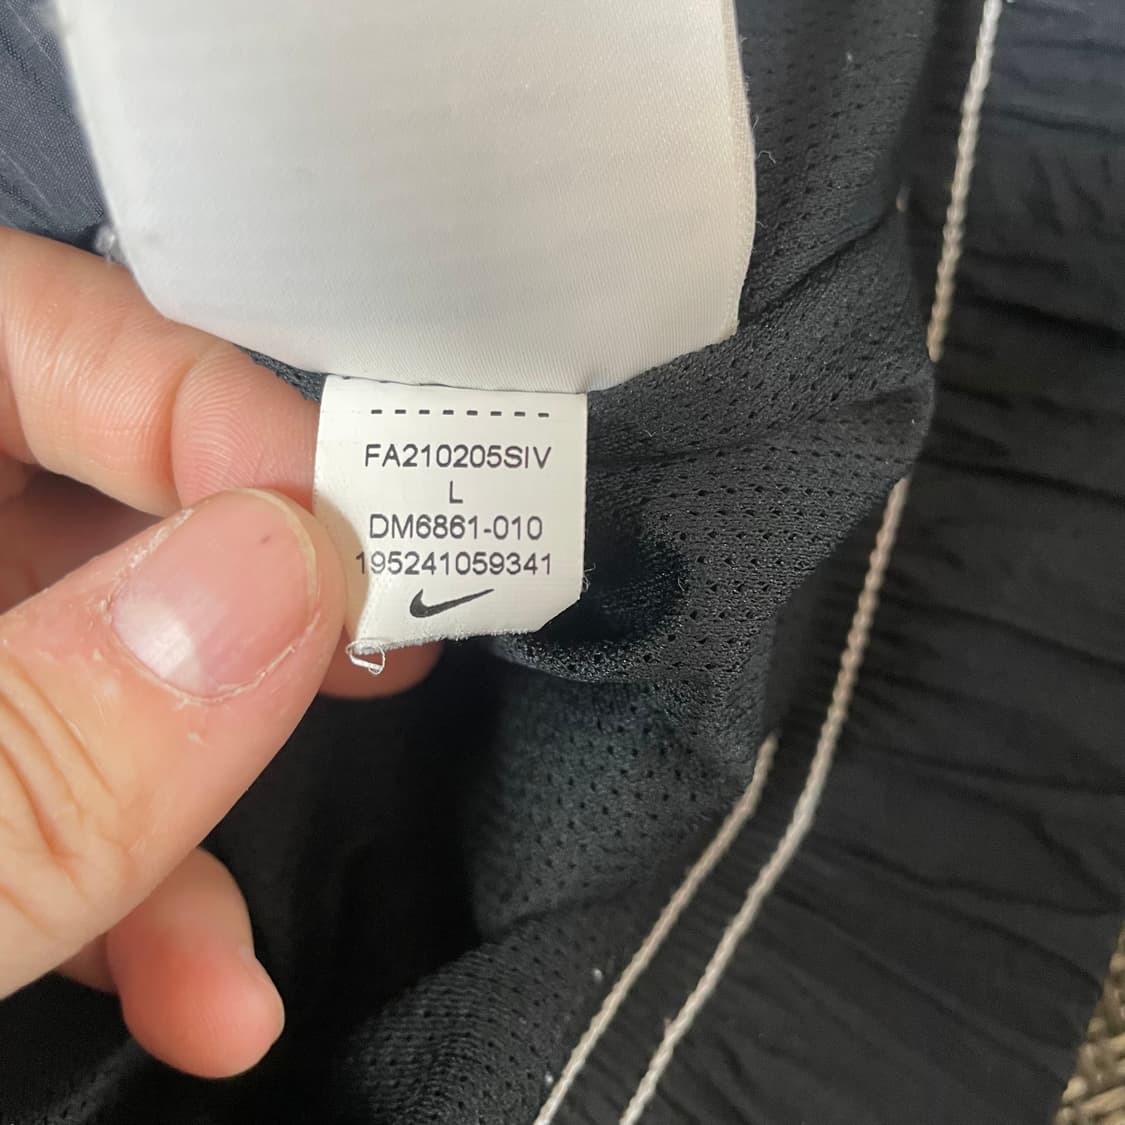 --------
FA210205SIV
L
DM6861-010
195241059341